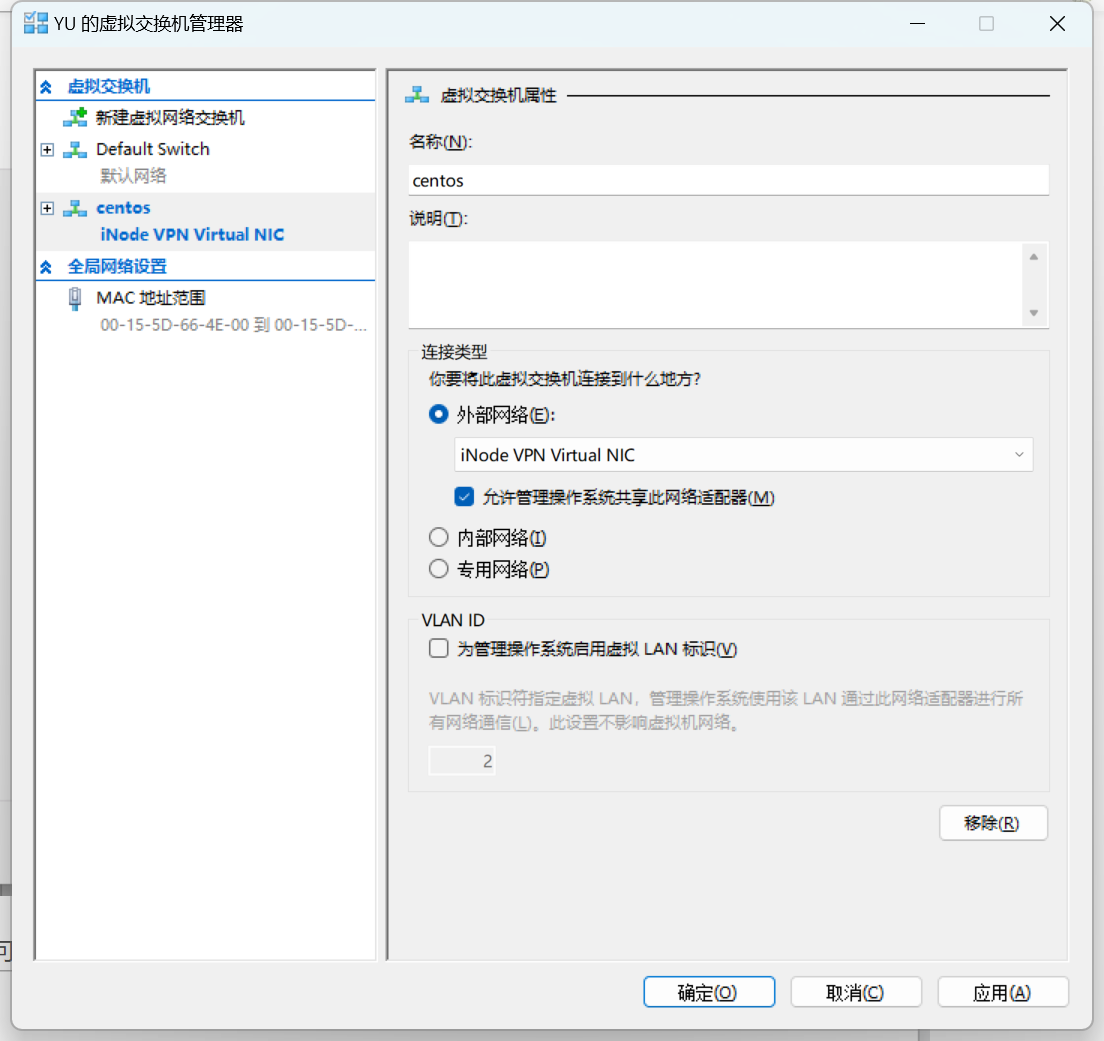 YU 的虚拟交换机管理器
虚拟交换机
新建虚拟网络交换机
Default Switch
默认网络
centos
iNode VPN Virtual NIC
全局网络设置
MAC 地址范围
00-15-5D-66-4E-00 到 00-15-5D-...
虚拟交换机属性
名称(N):
centos
说明(T):
连接类型
你要将此虚拟交换机连接到什么地方?
外部网络(E):
iNode VPN Virtual NIC
允许管理操作系统共享此网络适配器(M)
内部网络(I)
专用网络(P)
VLAN ID
为管理操作系统启用虚拟 LAN 标识(V)
VLAN 标识符指定虚拟 LAN，管理操作系统使用该 LAN 通过此网络适配器进行所
有网络通信(L)。此设置不影响虚拟机网络。
2
移除(R)
确定(O)
取消(C)
应用(A)